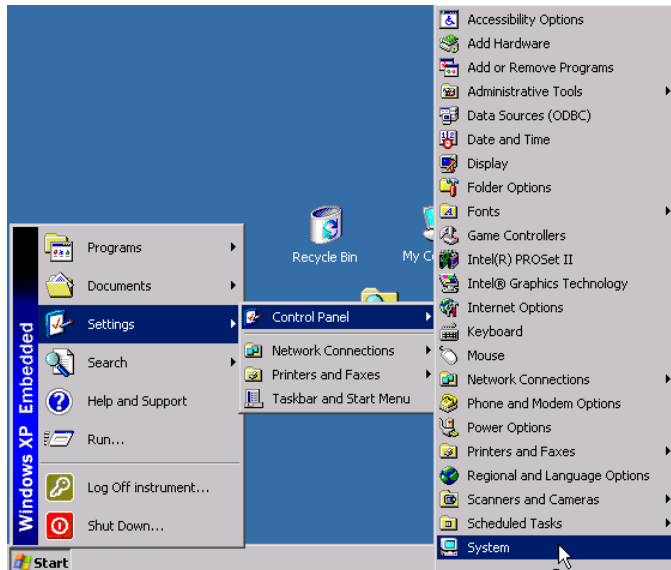 Accessibility Options
Add Hardware
Add or Remove Programs
Administrative Tools
Data Sources (ODBC)
Date and Time
Display
Folder Options
Fonts
Game Controllers
Intel(R) PROSet II
Intel® Graphics Technology
Internet Options
Keyboard
Mouse
Network Connections
Phone and Modem Options
Power Options
Printers and Faxes
Regional and Language Options
Scanners and Cameras
Scheduled Tasks
System
Recycle Bin
My C
Programs
Documents
Settings
Search
Help and Support
Run...
Log Off instrument...
Shut Down...
Control Panel
Network Connections
Printers and Faxes
Taskbar and Start Menu
Windows XP Embedded
Start